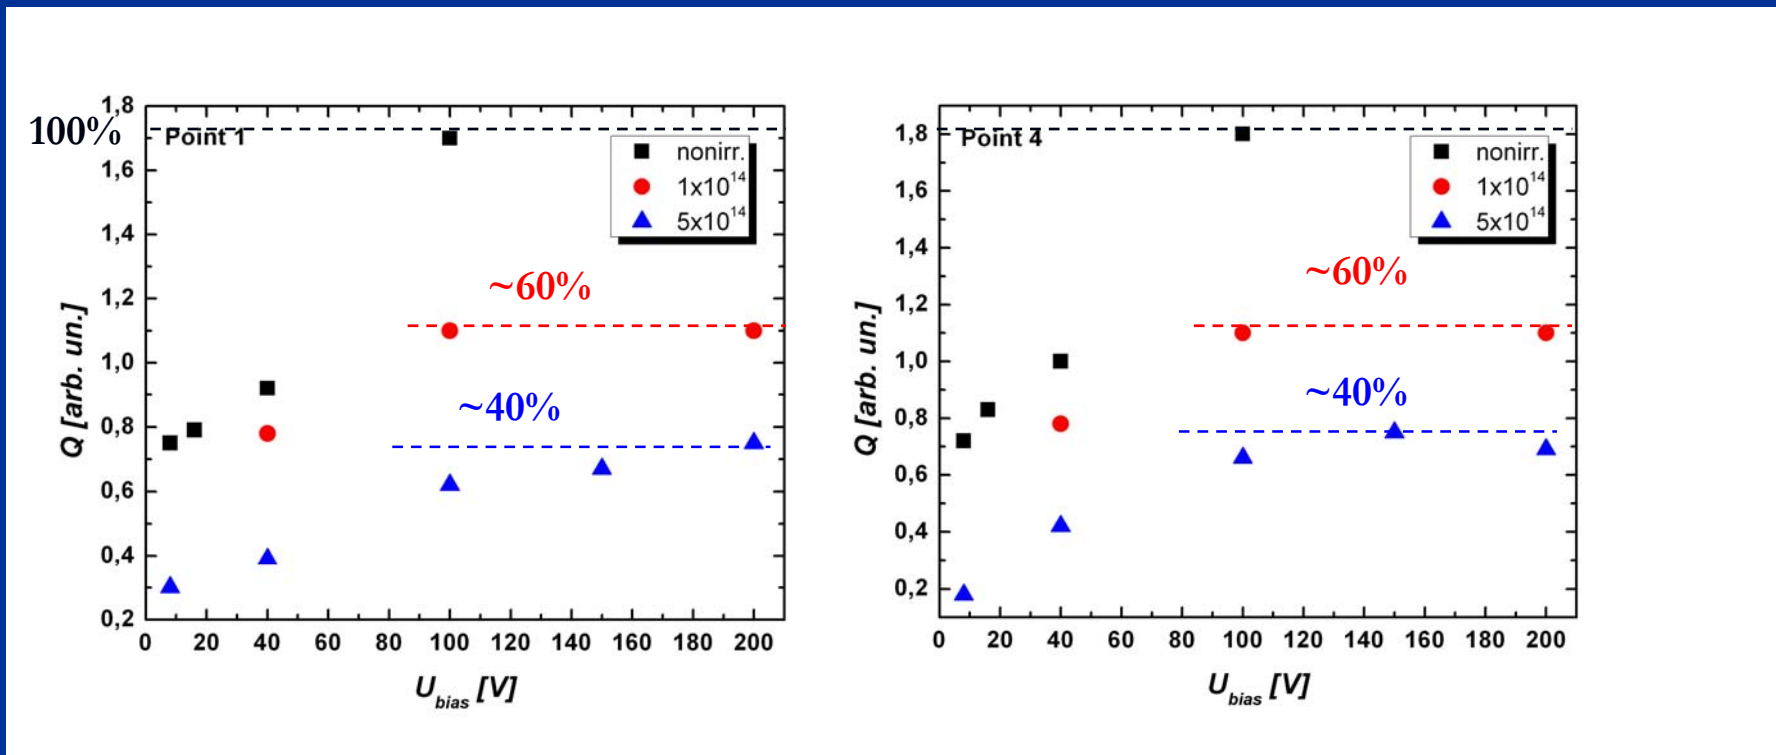 100%
Point 1
nonirr.
1x10¹⁴
5x10¹⁴
~60%
~40%
1,8
1,6
1,4
1,2
1,0
0,8
0,6
0,4
0,2
Q [arb. un.]
0 20 40 60 80 100 120 140 160 180 200
U_bias [V]
Point 4
nonirr.
1x10¹⁴
5x10¹⁴
~60%
~40%
1,8
1,6
1,4
1,2
1,0
0,8
0,6
0,4
0,2
Q [arb. un.]
0 20 40 60 80 100 120 140 160 180 200
U_bias [V]